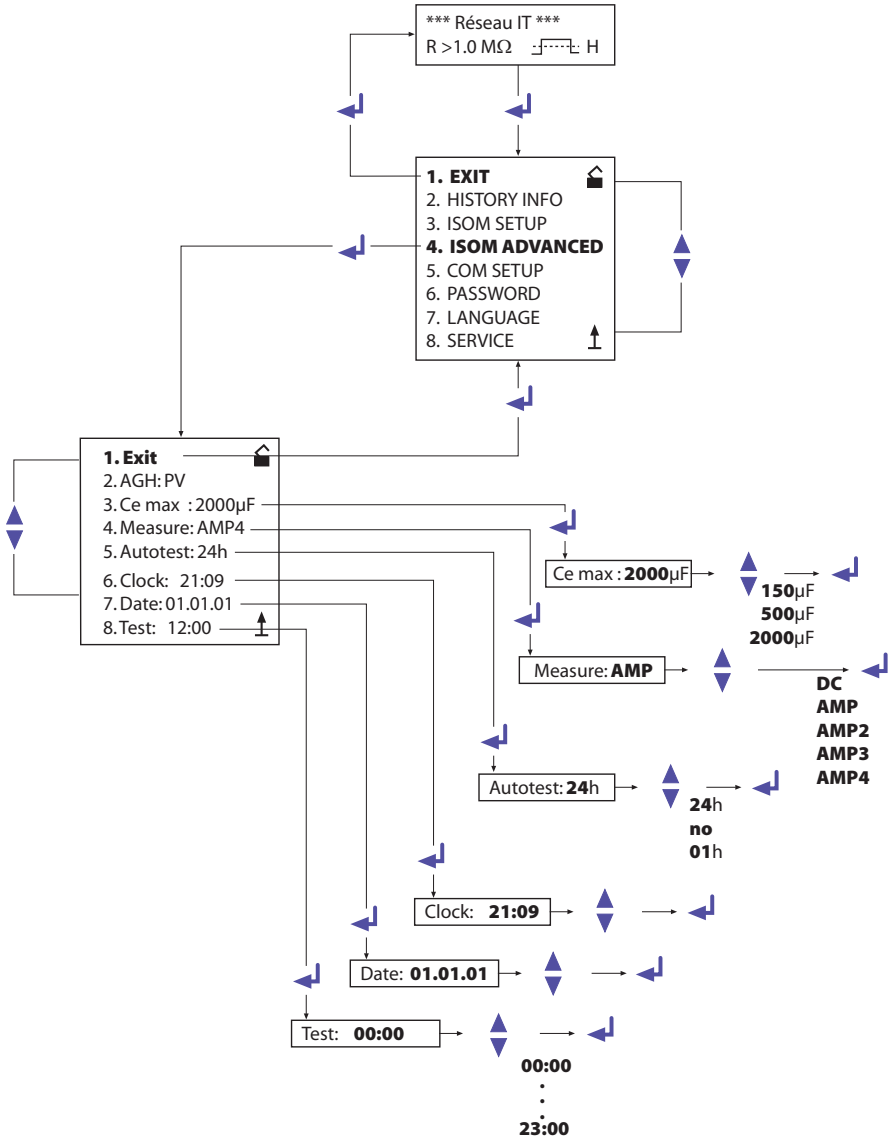 *** Réseau IT ***
R >1.0 MΩ H
1. EXIT
2. HISTORY INFO
3. ISOM SETUP
4. ISOM ADVANCED
5. COM SETUP
6. PASSWORD
7. LANGUAGE
8. SERVICE
1. Exit
2. AGH: PV
3. Ce max : 2000µF
4. Measure: AMP4
5. Autotest: 24h
6. Clock: 21:09
7. Date: 01.01.01
8. Test: 12:00
Ce max : 2000µF
150µF
500µF
2000µF
Measure: AMP
DC
AMP
AMP2
AMP3
AMP4
Autotest: 24h
24h
no
01h
Clock: 21:09
Date: 01.01.01
Test: 00:00
00:00
.
.
.
23:00